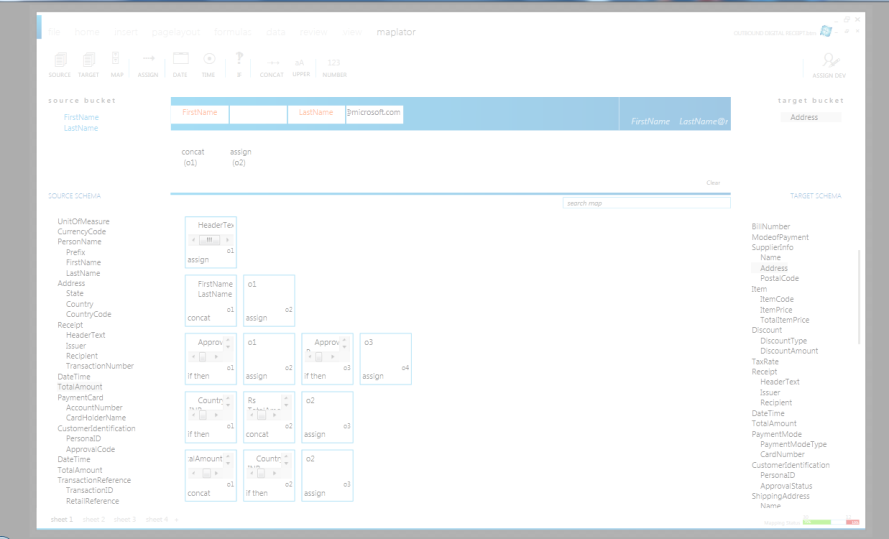 file home insert pagelayout formulas data review view maplator
SOURCE TARGET MAP ASSIGN DATE TIME # CONCAT UPPER NUMBER
aA
123
ASSIGN DEV
source bucket
FirstName
LastName
FirstName LastName @microsoft.com
FirstName LastName@r
target bucket
Address
concat assign
(o1) (o2)
Clear
SOURCE SCHEMA
search map
TARGET SCHEMA
UnitOfMeasure
CurrencyCode
PersonName
Prefix
FirstName
LastName
Address
State
Country
CountryCode
Receipt
HeaderText
Issuer
Recipient
TransactionNumber
DateTime
TotalAmount
PaymentCard
AccountNumber
CardHolderName
CustomerIdentification
PersonalID
ApprovalCode
DateTime
TotalAmount
TransactionReference
TransactionID
RetailReference
HeaderTex
o1
assign
FirstName
LastName
o1
concat
o1
o2
assign
Approv
o1
if then
o1
o2
assign
Approv
o3
if then
o3
o4
assign
Countr
o1
if then
Rs
o2
concat
o2
o3
assign
alAmount
o1
concat
Countr
o2
if then
o2
o3
assign
BillNumber
ModeofPayment
SupplierInfo
Name
Address
PostalCode
Item
ItemCode
ItemPrice
TotalItemPrice
Discount
DiscountType
DiscountAmount
TaxRate
Receipt
HeaderText
Issuer
Recipient
DateTime
TotalAmount
PaymentMode
PaymentModeType
CardNumber
CustomerIdentification
PersonalID
ApprovalStatus
ShippingAddress
Name
sheet 1 sheet 2 sheet 3 sheet 4 +
Mapping Status